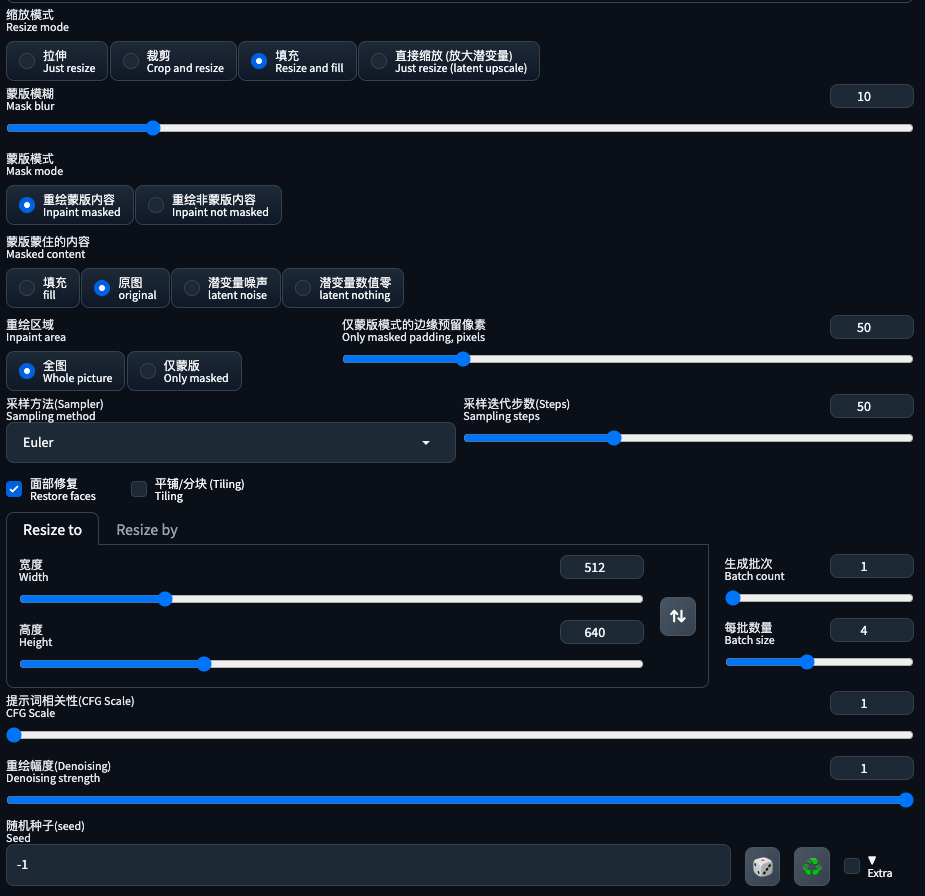 缩放模式
Resize mode
拉伸
Just resize
裁剪
Crop and resize
填充
Resize and fill
直接缩放 (放大潜变量)
Just resize (latent upscale)
蒙版模糊
Mask blur
10
蒙版模式
Mask mode
重绘蒙版内容
Inpaint masked
重绘非蒙版内容
Inpaint not masked
蒙版蒙住的内容
Masked content
填充
fill
原图
original
潜变量噪声
latent noise
潜变量数值零
latent nothing
重绘区域
Inpaint area
全图
Whole picture
仅蒙版
Only masked
仅蒙版模式的边缘预留像素
Only masked padding, pixels
50
采样方法(Sampler)
Sampling method
Euler
采样迭代步数(Steps)
Sampling steps
50
面部修复
Restore faces
平铺/分块 (Tiling)
Tiling
Resize to
Resize by
宽度
Width
512
高度
Height
640
生成批次
Batch count
1
每批数量
Batch size
4
提示词相关性(CFG Scale)
CFG Scale
1
重绘幅度(Denoising)
Denoising strength
1
随机种子(seed)
Seed
-1
▼
Extra